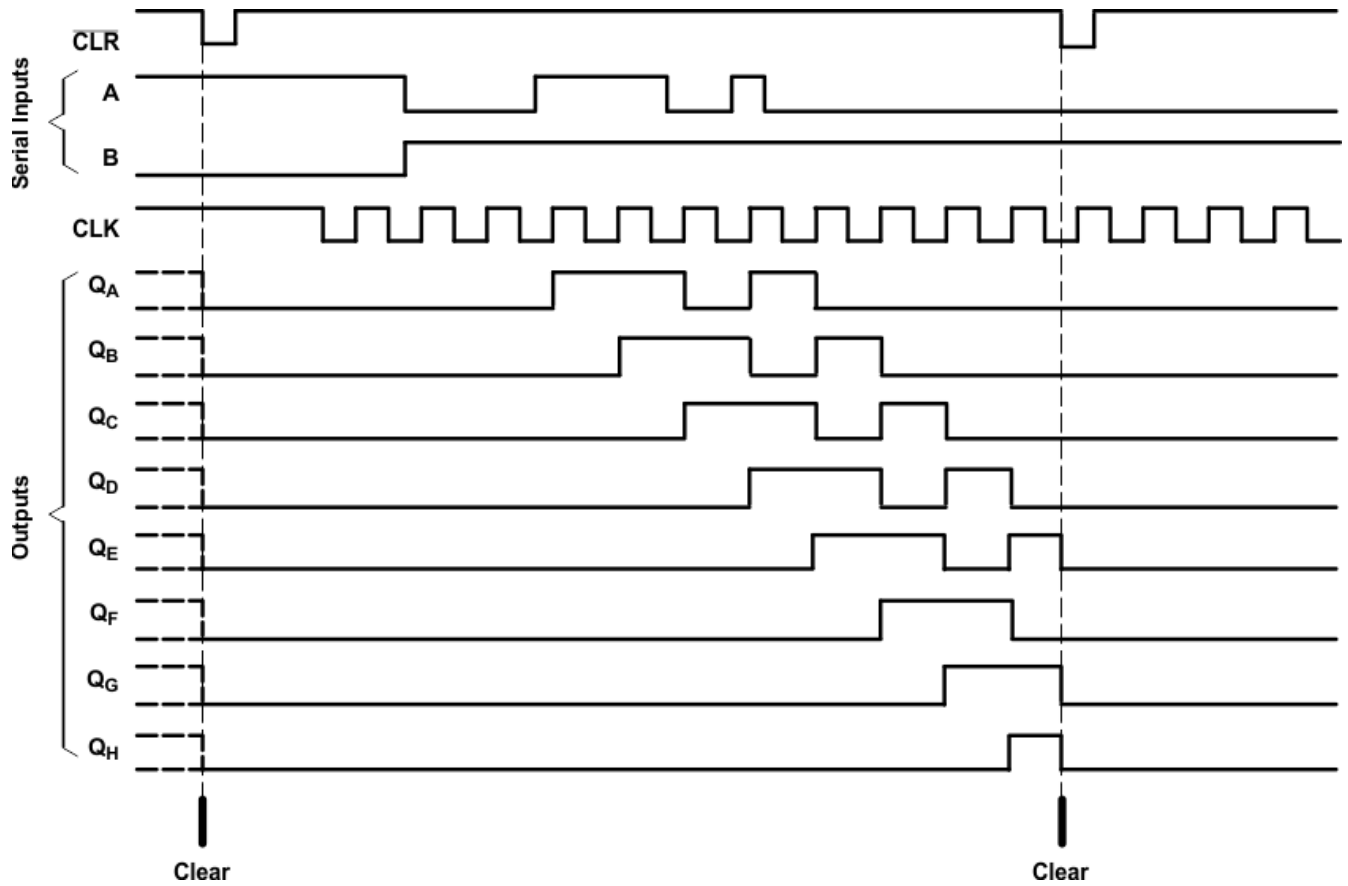 CLR
Serial Inputs
A
B
CLK
Outputs
QA
QB
QC
QD
QE
QF
QG
QH
Clear
Clear